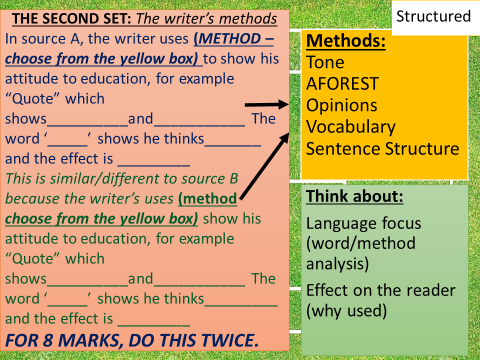 Structured
THE SECOND SET: The writer's methods
In source A, the writer uses (METHOD –
choose from the yellow box) to show his
attitude to education, for example
“Quote” which
shows__________and___________ The
word ‘_____’ shows he thinks_______
and the effect is _________
This is similar/different to source B
because the writer's uses (method
choose from the yellow box) show his
attitude to education, for example
“Quote” which
shows__________and___________ The
word ‘_____’ shows he thinks_________
and the effect is _________
FOR 8 MARKS, DO THIS TWICE.
Methods:
Tone
AFOREST
Opinions
Vocabulary
Sentence Structure
Think about:
Language focus
(word/method
analysis)
Effect on the reader
(why used)